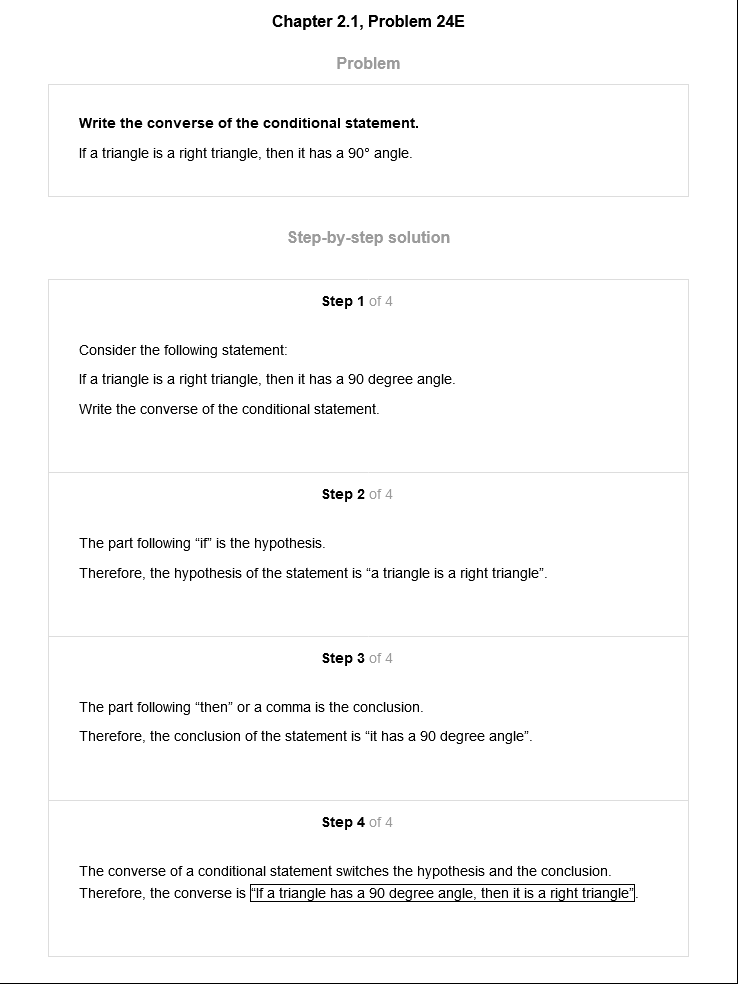 Chapter 2.1, Problem 24E
Problem
Write the converse of the conditional statement.
If a triangle is a right triangle, then it has a 90° angle.
Step-by-step solution
Step 1 of 4
Consider the following statement:
If a triangle is a right triangle, then it has a 90 degree angle.
Write the converse of the conditional statement.
Step 2 of 4
The part following “if” is the hypothesis.
Therefore, the hypothesis of the statement is “a triangle is a right triangle”.
Step 3 of 4
The part following “then” or a comma is the conclusion.
Therefore, the conclusion of the statement is “it has a 90 degree angle”.
Step 4 of 4
The converse of a conditional statement switches the hypothesis and the conclusion.
Therefore, the converse is “If a triangle has a 90 degree angle, then it is a right triangle”.